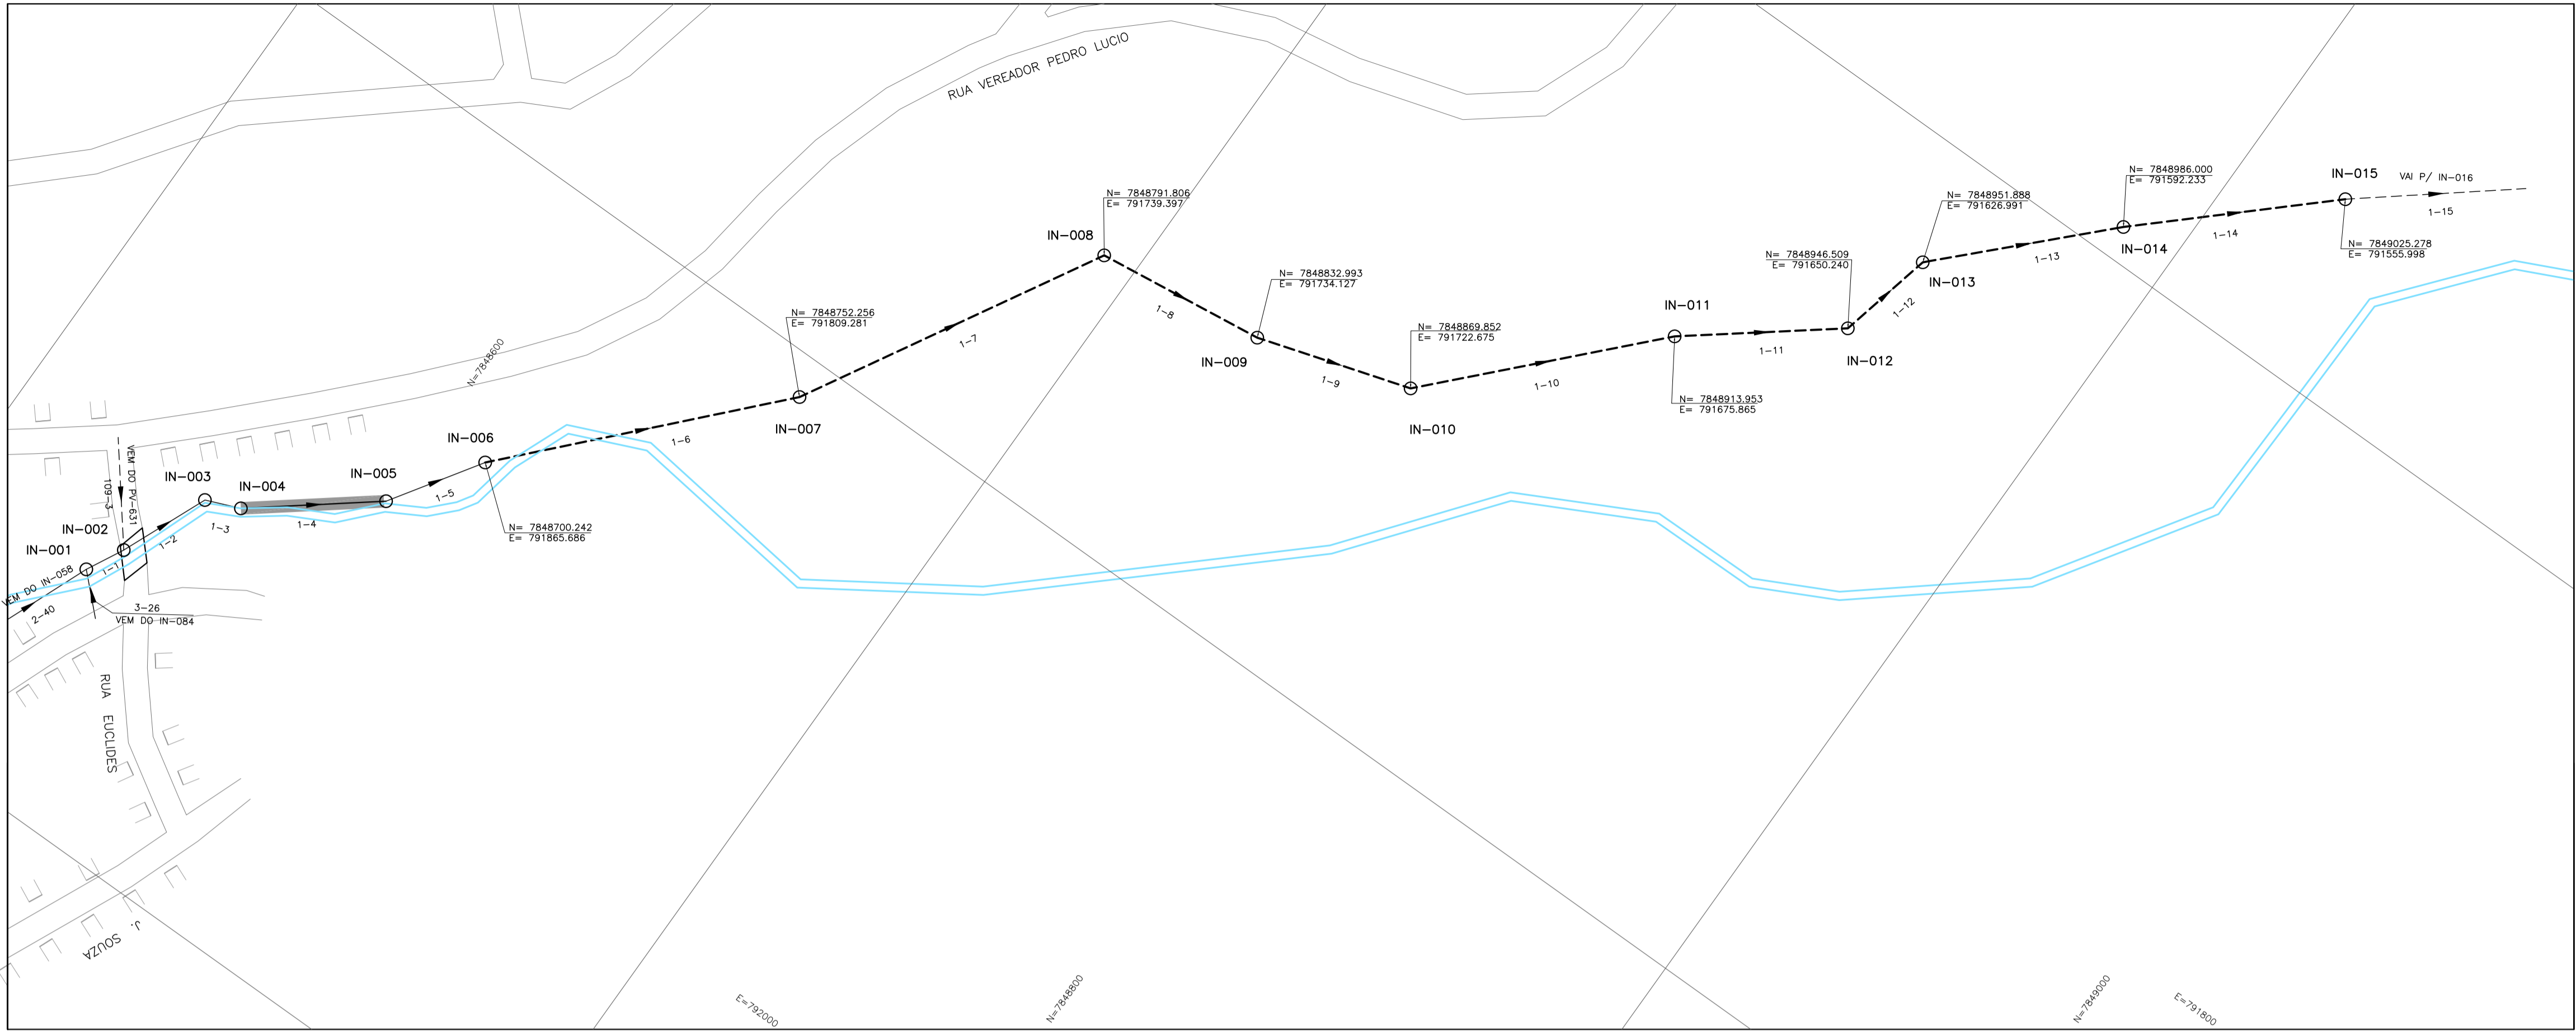 RUA VEREADOR PEDRO LUCIO
N= 7848791.806
E= 791739.397
IN-008
N= 7848986.000
E= 791592.233
IN-015
VAI P/ IN-016
1-15
N= 7848951.888
E= 791626.991
1-14
IN-014
N= 7849025.278
E= 791555.998
N= 7848946.509
E= 791650.240
1-13
IN-013
N= 7848832.993
E= 791734.127
1-12
N= 7848752.256
E= 791809.281
1-8
IN-011
1-7
N= 7848869.852
E= 791722.675
IN-009
1-11
IN-012
N=7848600
1-9
1-10
N= 7848913.953
E= 791675.865
IN-010
IN-007
IN-006
1-6
VEM DO PV-631
109-3
IN-003
IN-004
IN-005
1-5
1-3
1-4
N= 7848700.242
E= 791865.686
IN-002
1-2
IN-001
1-1
VEM DO IN-058
2-40
3-26
VEM DO IN-084
RUA EUCLIDES
J. SOUZA
E=792000
N=7848800
N=7849000
E=791800